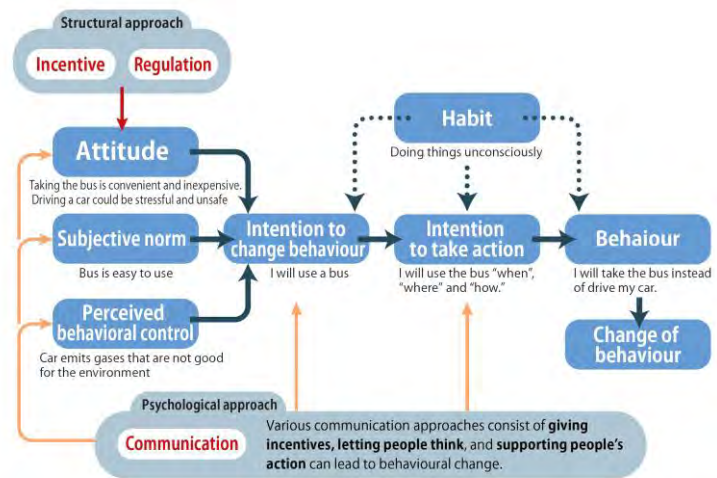 Structural approach
Incentive
Regulation
Attitude
Taking the bus is convenient and inexpensive.
Driving a car could be stressful and unsafe
Habit
Doing things unconsciously
Subjective norm
Bus is easy to use
Intention to
change behaviour
I will use a bus
Intention
to take action
I will use the bus “when”,
“where” and “how.”
Behaiour
I will take the bus instead
of drive my car.
Perceived
behavioral control
Car emits gases that are not good
for the environment
Change of
behaviour
Psychological approach
Communication
Various communication approaches consist of giving
incentives, letting people think, and supporting people’s
action can lead to behavioural change.